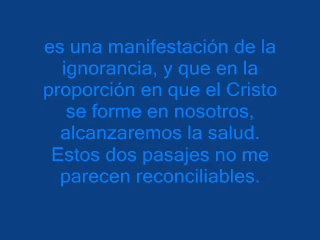 es una manifestación de la
ignorancia, y que en la
proporción en que el Cristo
se forme en nosotros,
alcanzaremos la salud.
Estos dos pasajes no me
parecen reconciliables.